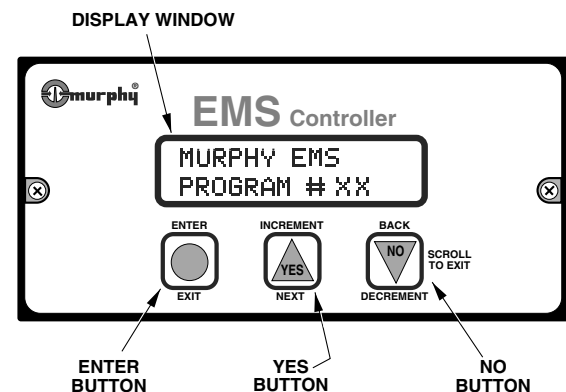 DISPLAY WINDOW
murphy®
EMS Controller
MURPHY EMS
PROGRAM # XX
ENTER
INCREMENT
BACK
YES
NO
SCROLL
TO EXIT
EXIT
NEXT
DECREMENT
ENTER
BUTTON
YES
BUTTON
NO
BUTTON